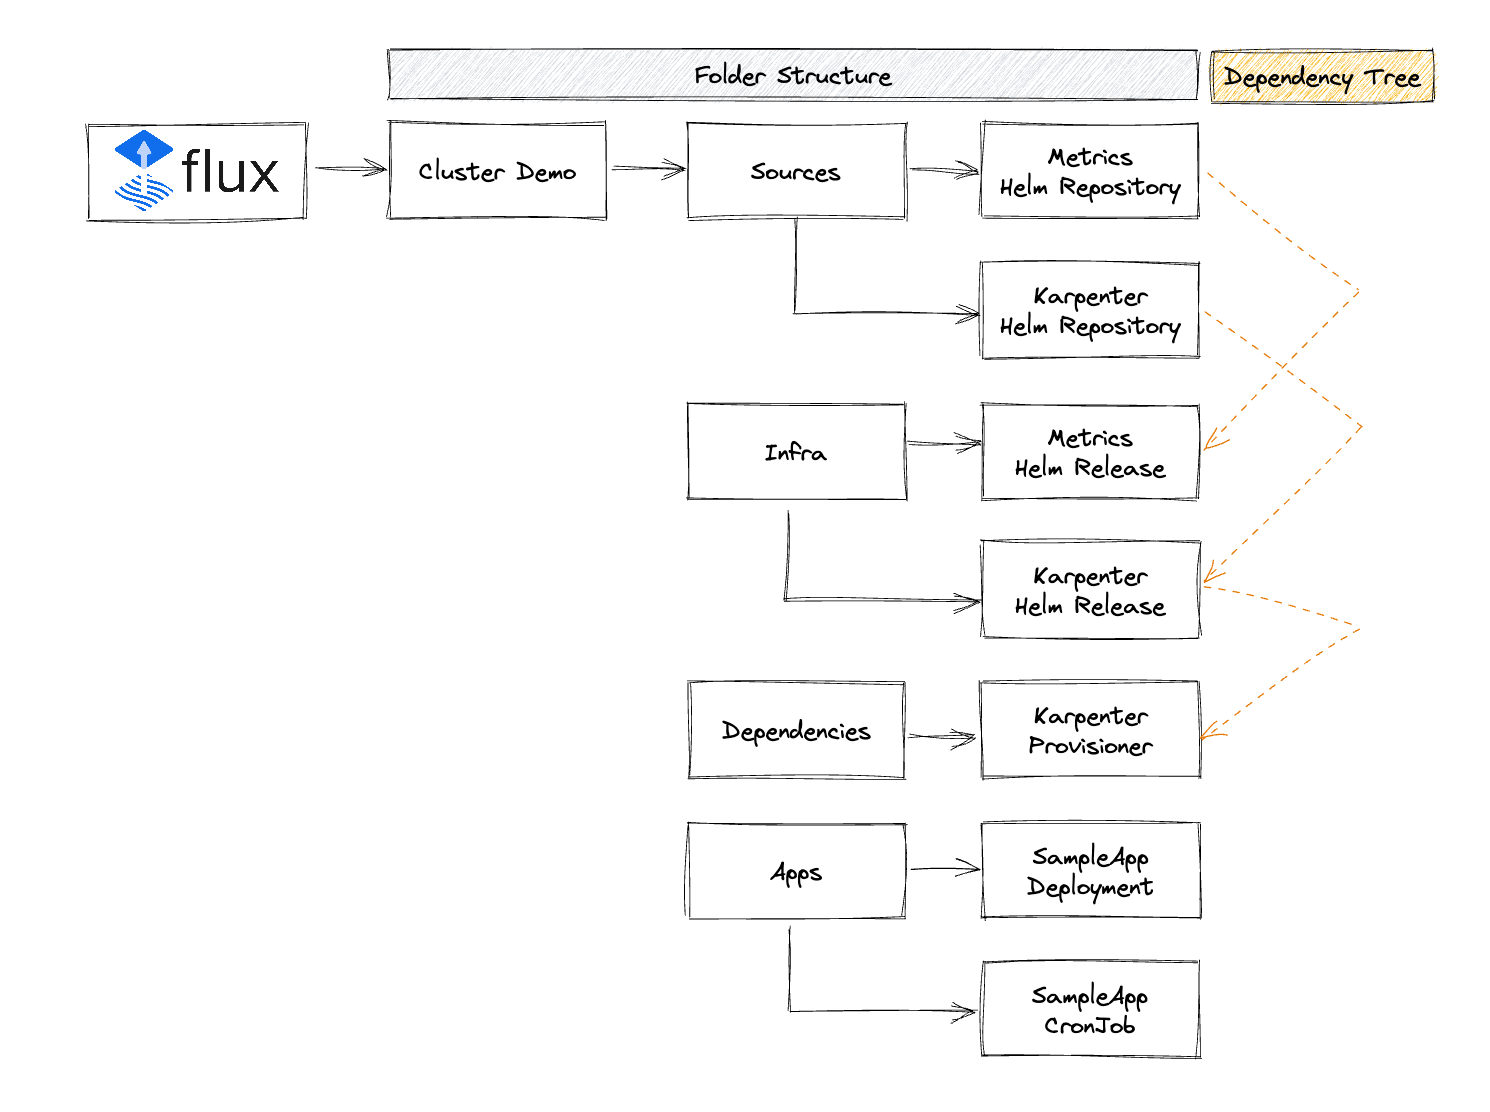 Folder Structure
Dependency Tree
flux
Cluster Demo
Sources
Metrics
Helm Repository
Karpenter
Helm Repository
Infra
Metrics
Helm Release
Karpenter
Helm Release
Dependencies
Karpenter
Provisioner
Apps
SampleApp
Deployment
SampleApp
CronJob